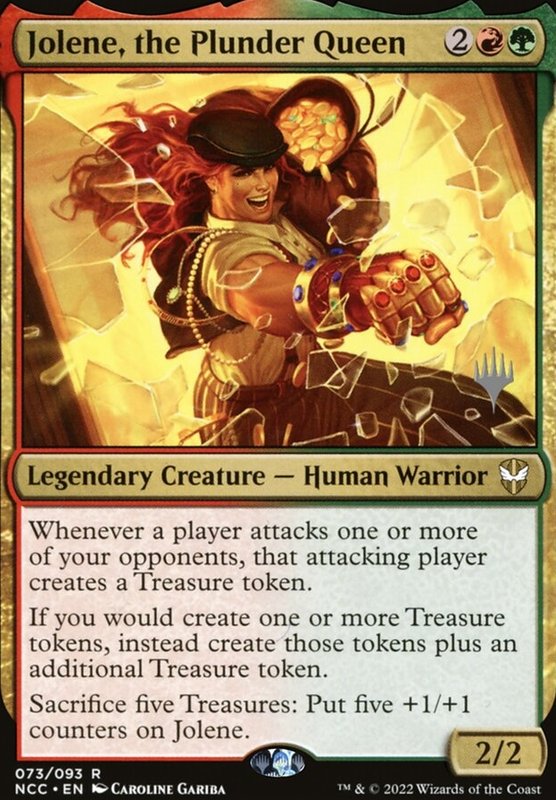 Jolene, the Plunder Queen 2
Legendary Creature — Human Warrior
Whenever a player attacks one or more
of your opponents, that attacking player
creates a Treasure token.
If you would create one or more Treasure
tokens, instead create those tokens plus an
additional Treasure token.
Sacrifice five Treasures: Put five +1/+1
counters on Jolene.
2/2
073/093 R
NCC • EN CAROLINE GARIBA
™ & © 2022 Wizards of the Coast